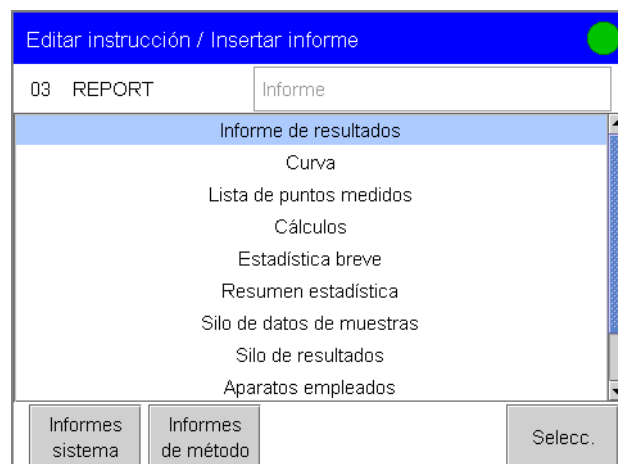 Editar instrucción / Insertar informe
03 REPORT Informe
Informe de resultados
Curva
Lista de puntos medidos
Cálculos
Estadística breve
Resumen estadística
Silo de datos de muestras
Silo de resultados
Aparatos empleados
Informes sistema
Informes de método
Selecc.